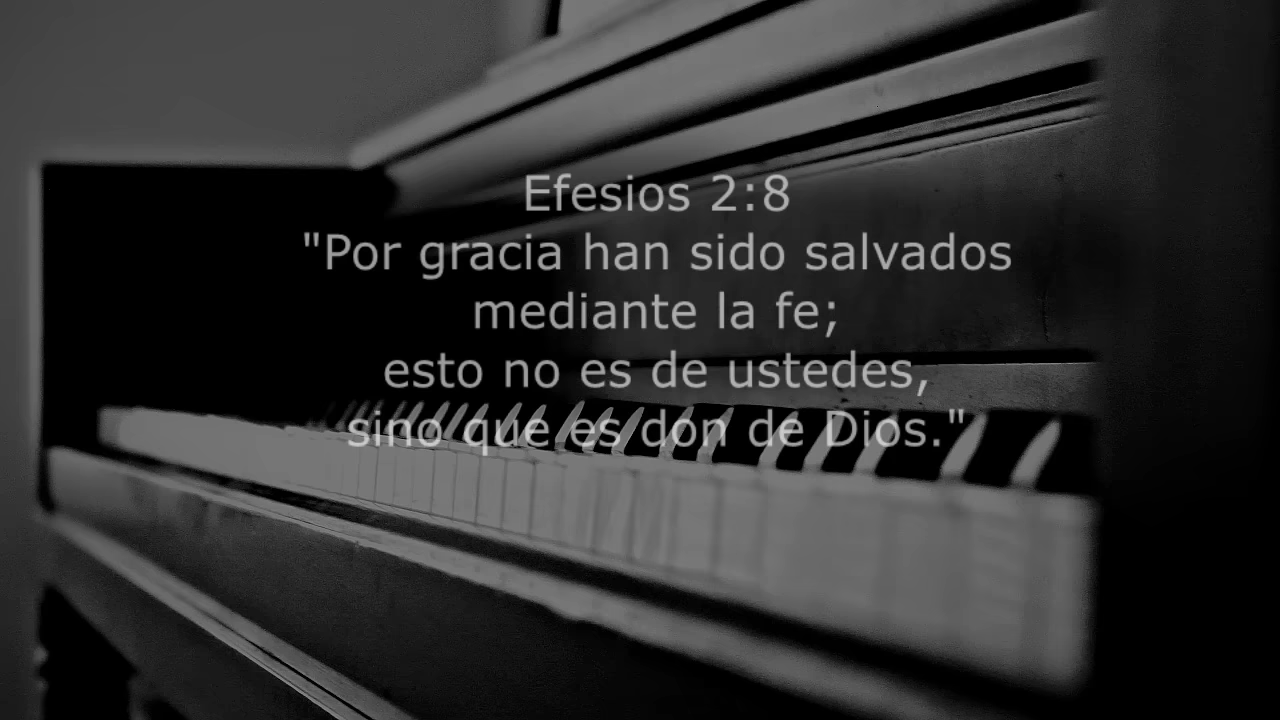 Efesios 2:8
"Por gracia han sido salvados
mediante la fe;
esto no es de ustedes,
sino que es don de Dios."